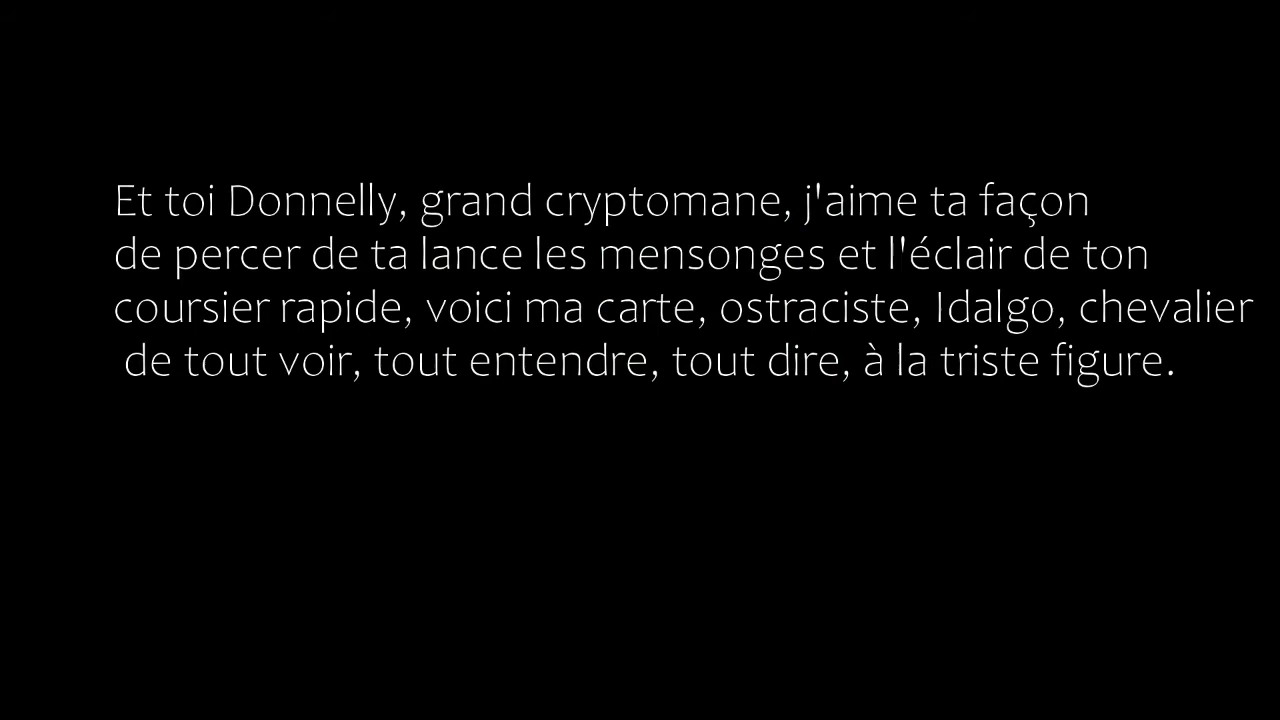 Et toi Donnelly, grand cryptomane, j'aime ta façon
de percer de ta lance les mensonges et l'éclair de ton
coursier rapide, voici ma carte, ostraciste, Idalgo, chevalier
de tout voir, tout entendre, tout dire, à la triste figure.